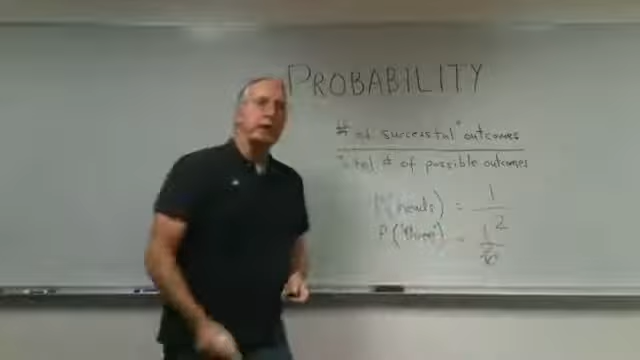 PROBABILITY
# of "successful" outcomes
Total # of possible outcomes
P(heads) = 1/2
P("three") = 1/6